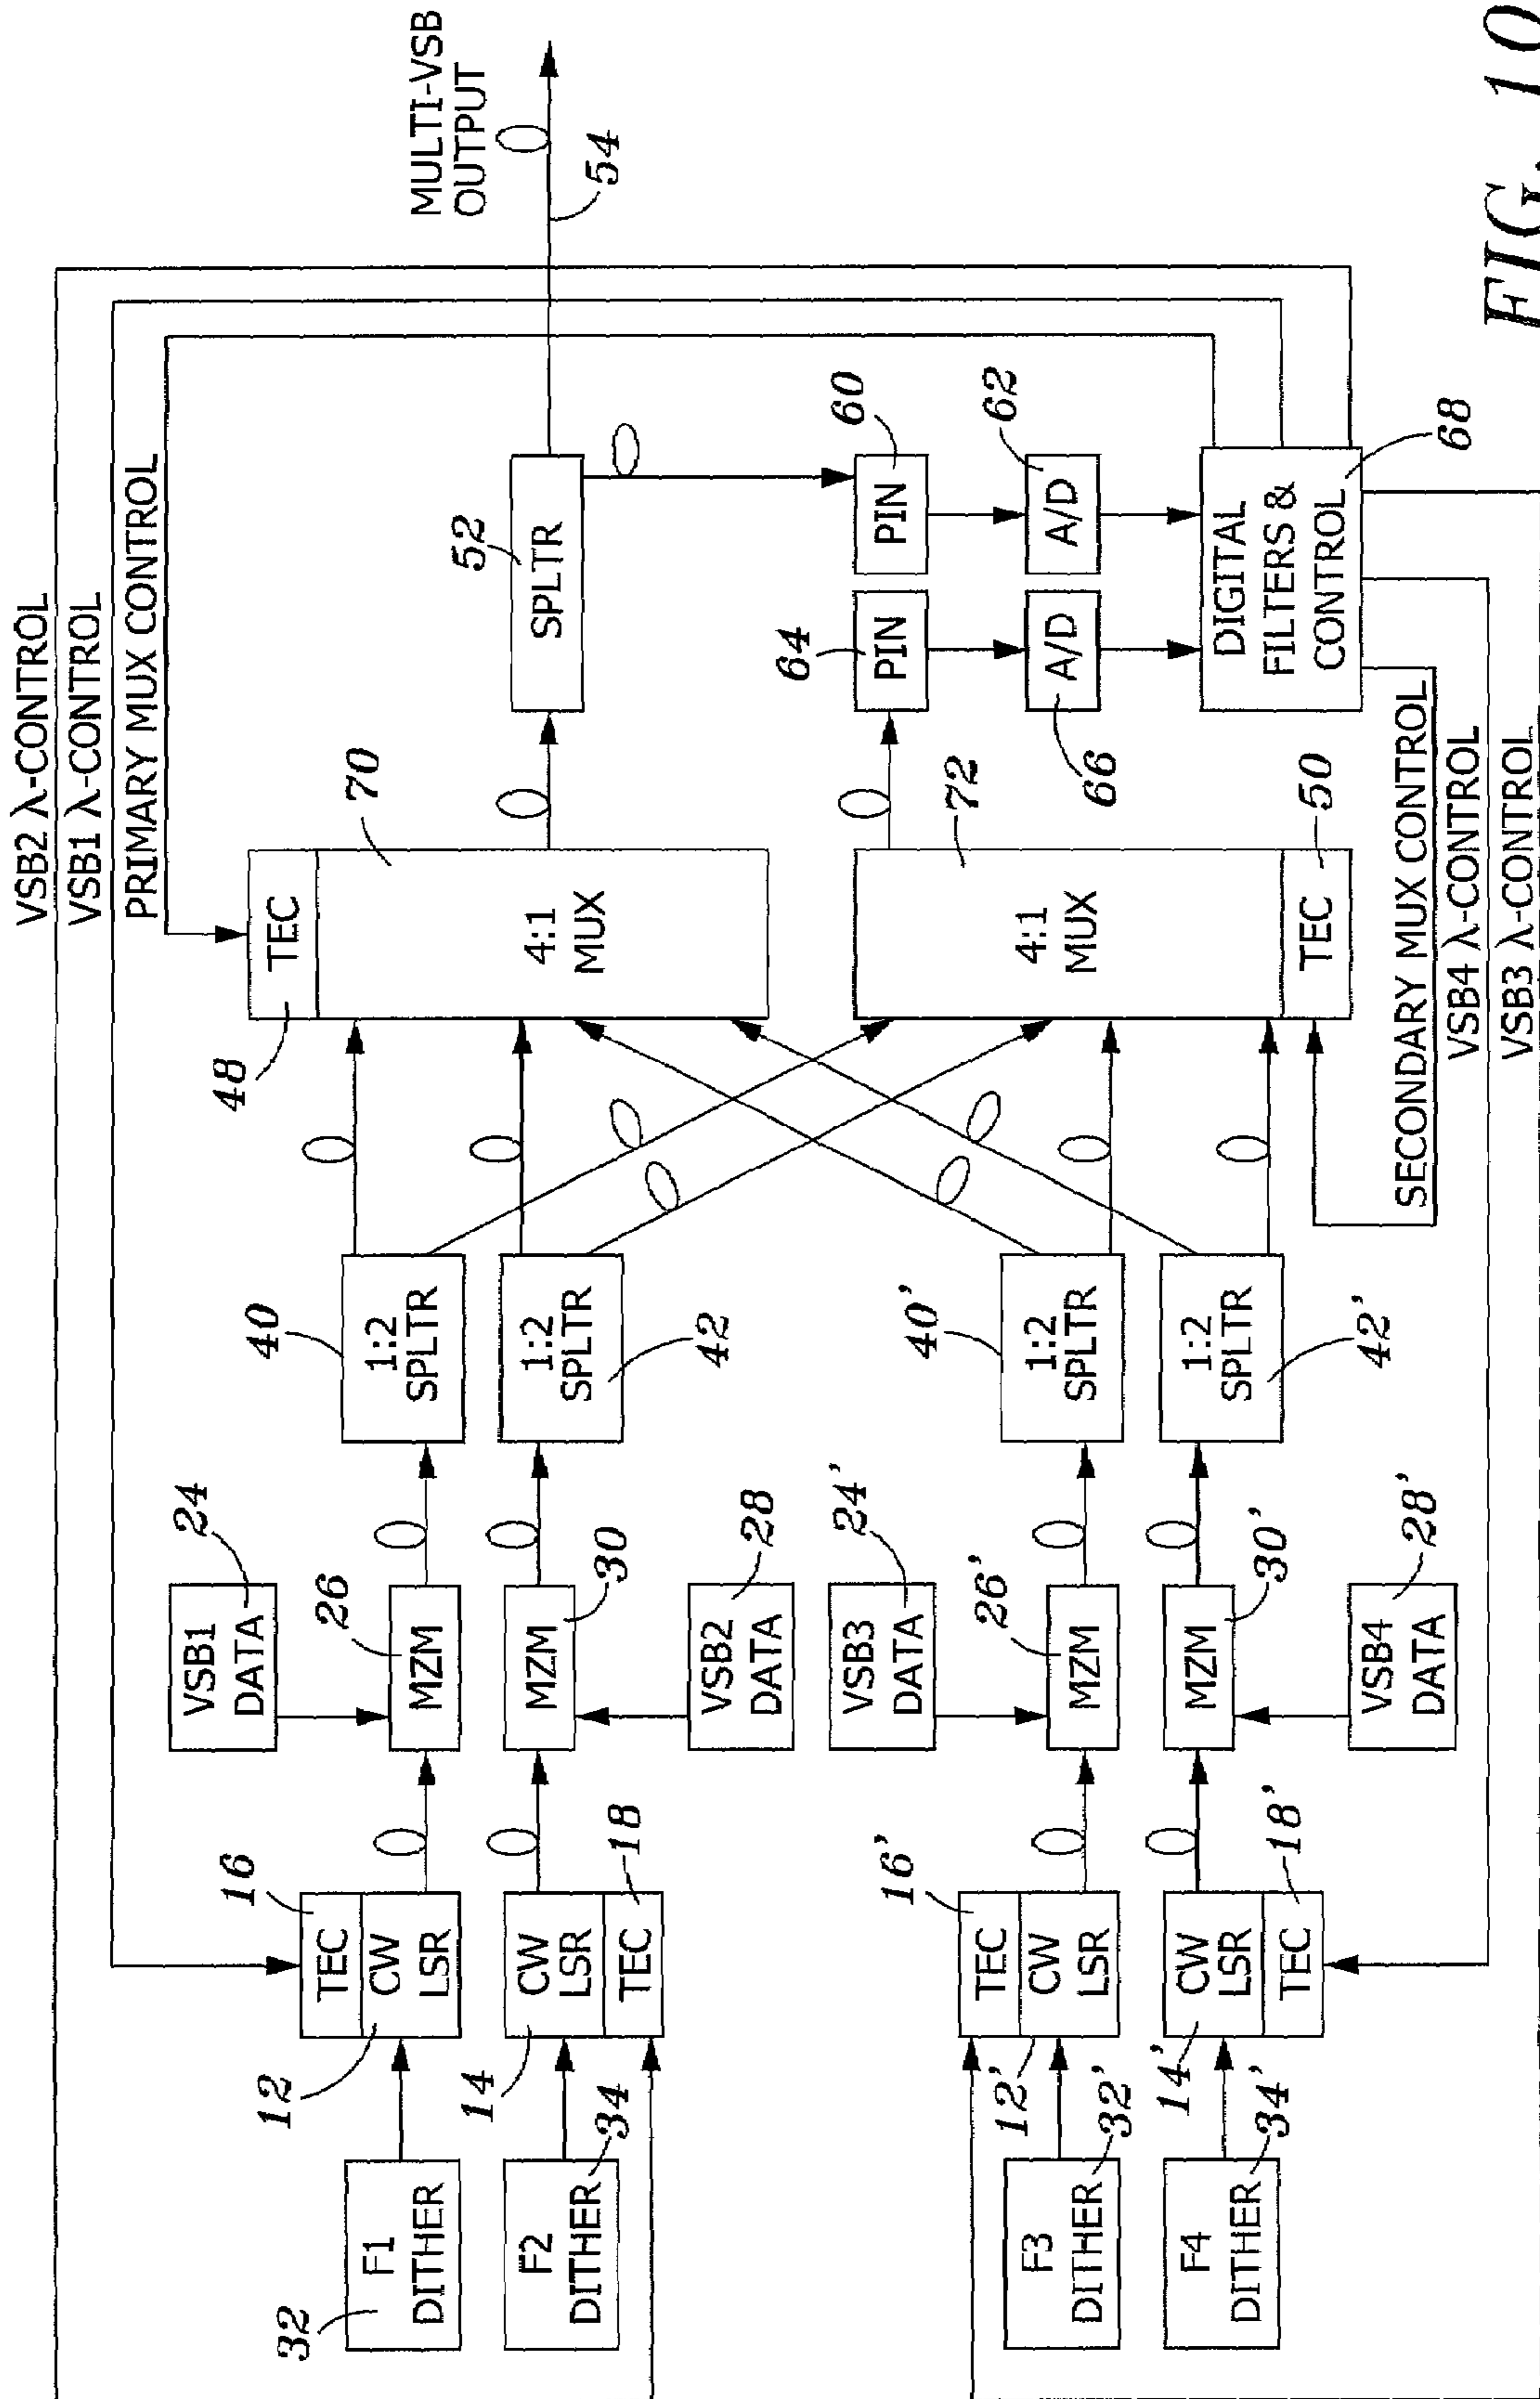 VSB2 λ-CONTROL
VSB1 λ-CONTROL
PRIMARY MUX CONTROL
MULTI-VSB
OUTPUT
54
32
F1
DITHER
12
16
TEC
CW
LSR
24
VSB1
DATA
26
MZM
40
1:2
SPLTR
48
TEC
70
4:1
MUX
52
SPLTR
F2
DITHER
34
14
CW
LSR
TEC
18
MZM
30
VSB2
DATA
28
1:2
SPLTR
42
64
PIN
PIN
60
A/D
66
A/D
62
DIGITAL
FILTERS &
CONTROL
68
F3
DITHER
32'
12'
16'
TEC
CW
LSR
VSB3
DATA
24'
26'
MZM
40'
1:2
SPLTR
72
4:1
MUX
TEC
50
F4
DITHER
34'
14'
CW
LSR
TEC
18'
MZM
30'
VSB4
DATA
28'
1:2
SPLTR
42'
SECONDARY MUX CONTROL
VSB4 λ-CONTROL
VSB3 λ-CONTROL
FIG. 10